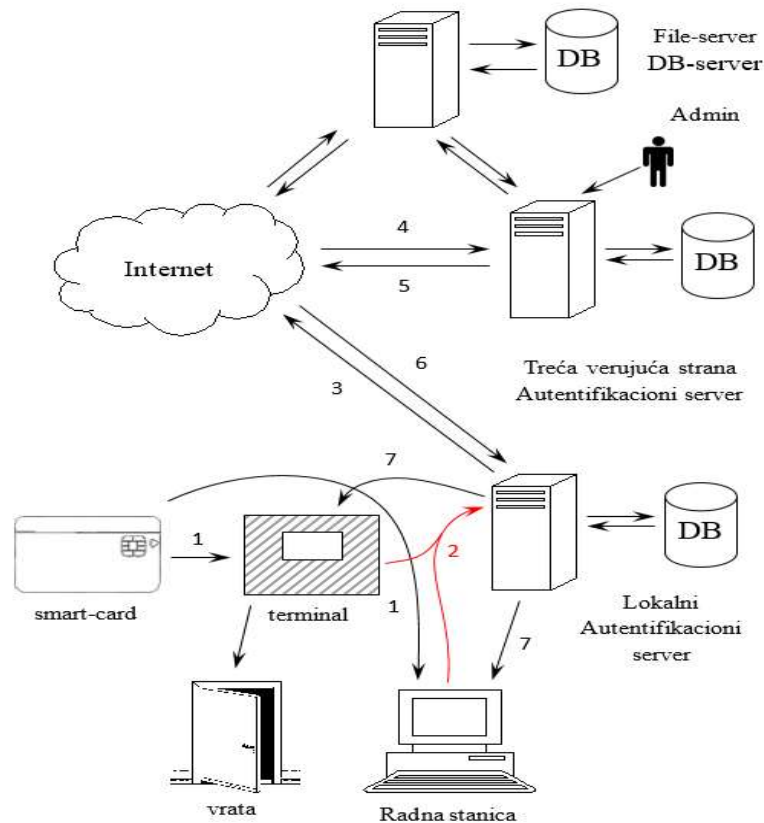 DB
File-server
DB-server
Admin
4
Internet
5
DB
6
Treća verujuća strana
Autentifikacioni server
3
7
1
2
DB
smart-card
terminal
1
Lokalni
Autentifikacioni
server
7
vrata
Radna stanica